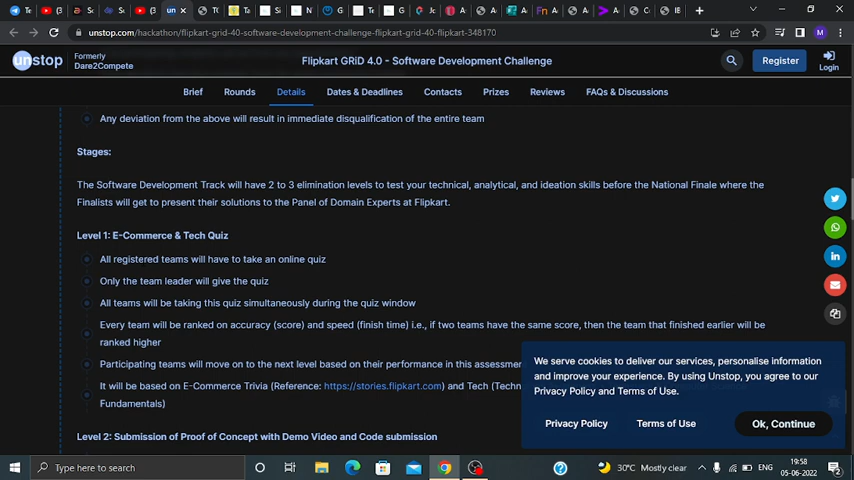 unstop.com/hackathon/flipkart-grid-40-software-development-challenge-flipkart-grid-40-flipkart-348170
unstop
Formerly
Dare2Compete
Flipkart GRiD 4.0 - Software Development Challenge
Register
Login
Brief Rounds Details Dates & Deadlines Contacts Prizes Reviews FAQs & Discussions
Any deviation from the above will result in immediate disqualification of the entire team
Stages:
The Software Development Track will have 2 to 3 elimination levels to test your technical, analytical, and ideation skills before the National Finale where the
Finalists will get to present their solutions to the Panel of Domain Experts at Flipkart.
Level 1: E-Commerce & Tech Quiz
All registered teams will have to take an online quiz
Only the team leader will give the quiz
All teams will be taking this quiz simultaneously during the quiz window
Every team will be ranked on accuracy (score) and speed (finish time) i.e., if two teams have the same score, then the team that finished earlier will be
ranked higher
Participating teams will move on to the next level based on their performance in this assessmen
It will be based on E-Commerce Trivia (Reference: https://stories.flipkart.com) and Tech (Techn
Fundamentals)
Level 2: Submission of Proof of Concept with Demo Video and Code submission
We serve cookies to deliver our services, personalise information
and improve your experience. By using Unstop, you agree to our
Privacy Policy and Terms of Use.
Privacy Policy Terms of Use Ok, Continue
Type here to search
30°C Mostly clear
ENG
19:58
05-06-2022